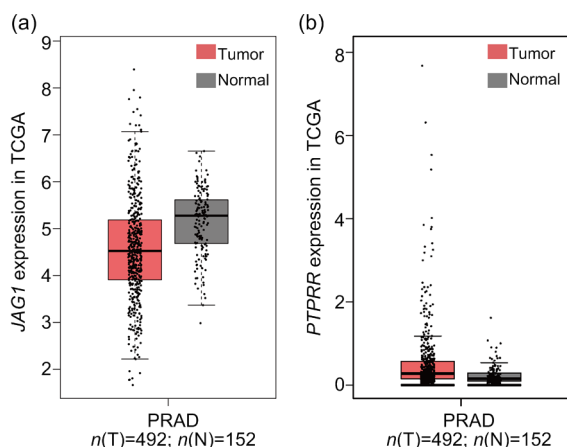 (a)
JAG1 expression in TCGA
9
8
7
6
5
4
3
2
Tumor
Normal
PRAD
n(T)=492; n(N)=152
(b)
PTPRR expression in TCGA
8
6
4
2
0
Tumor
Normal
PRAD
n(T)=492; n(N)=152